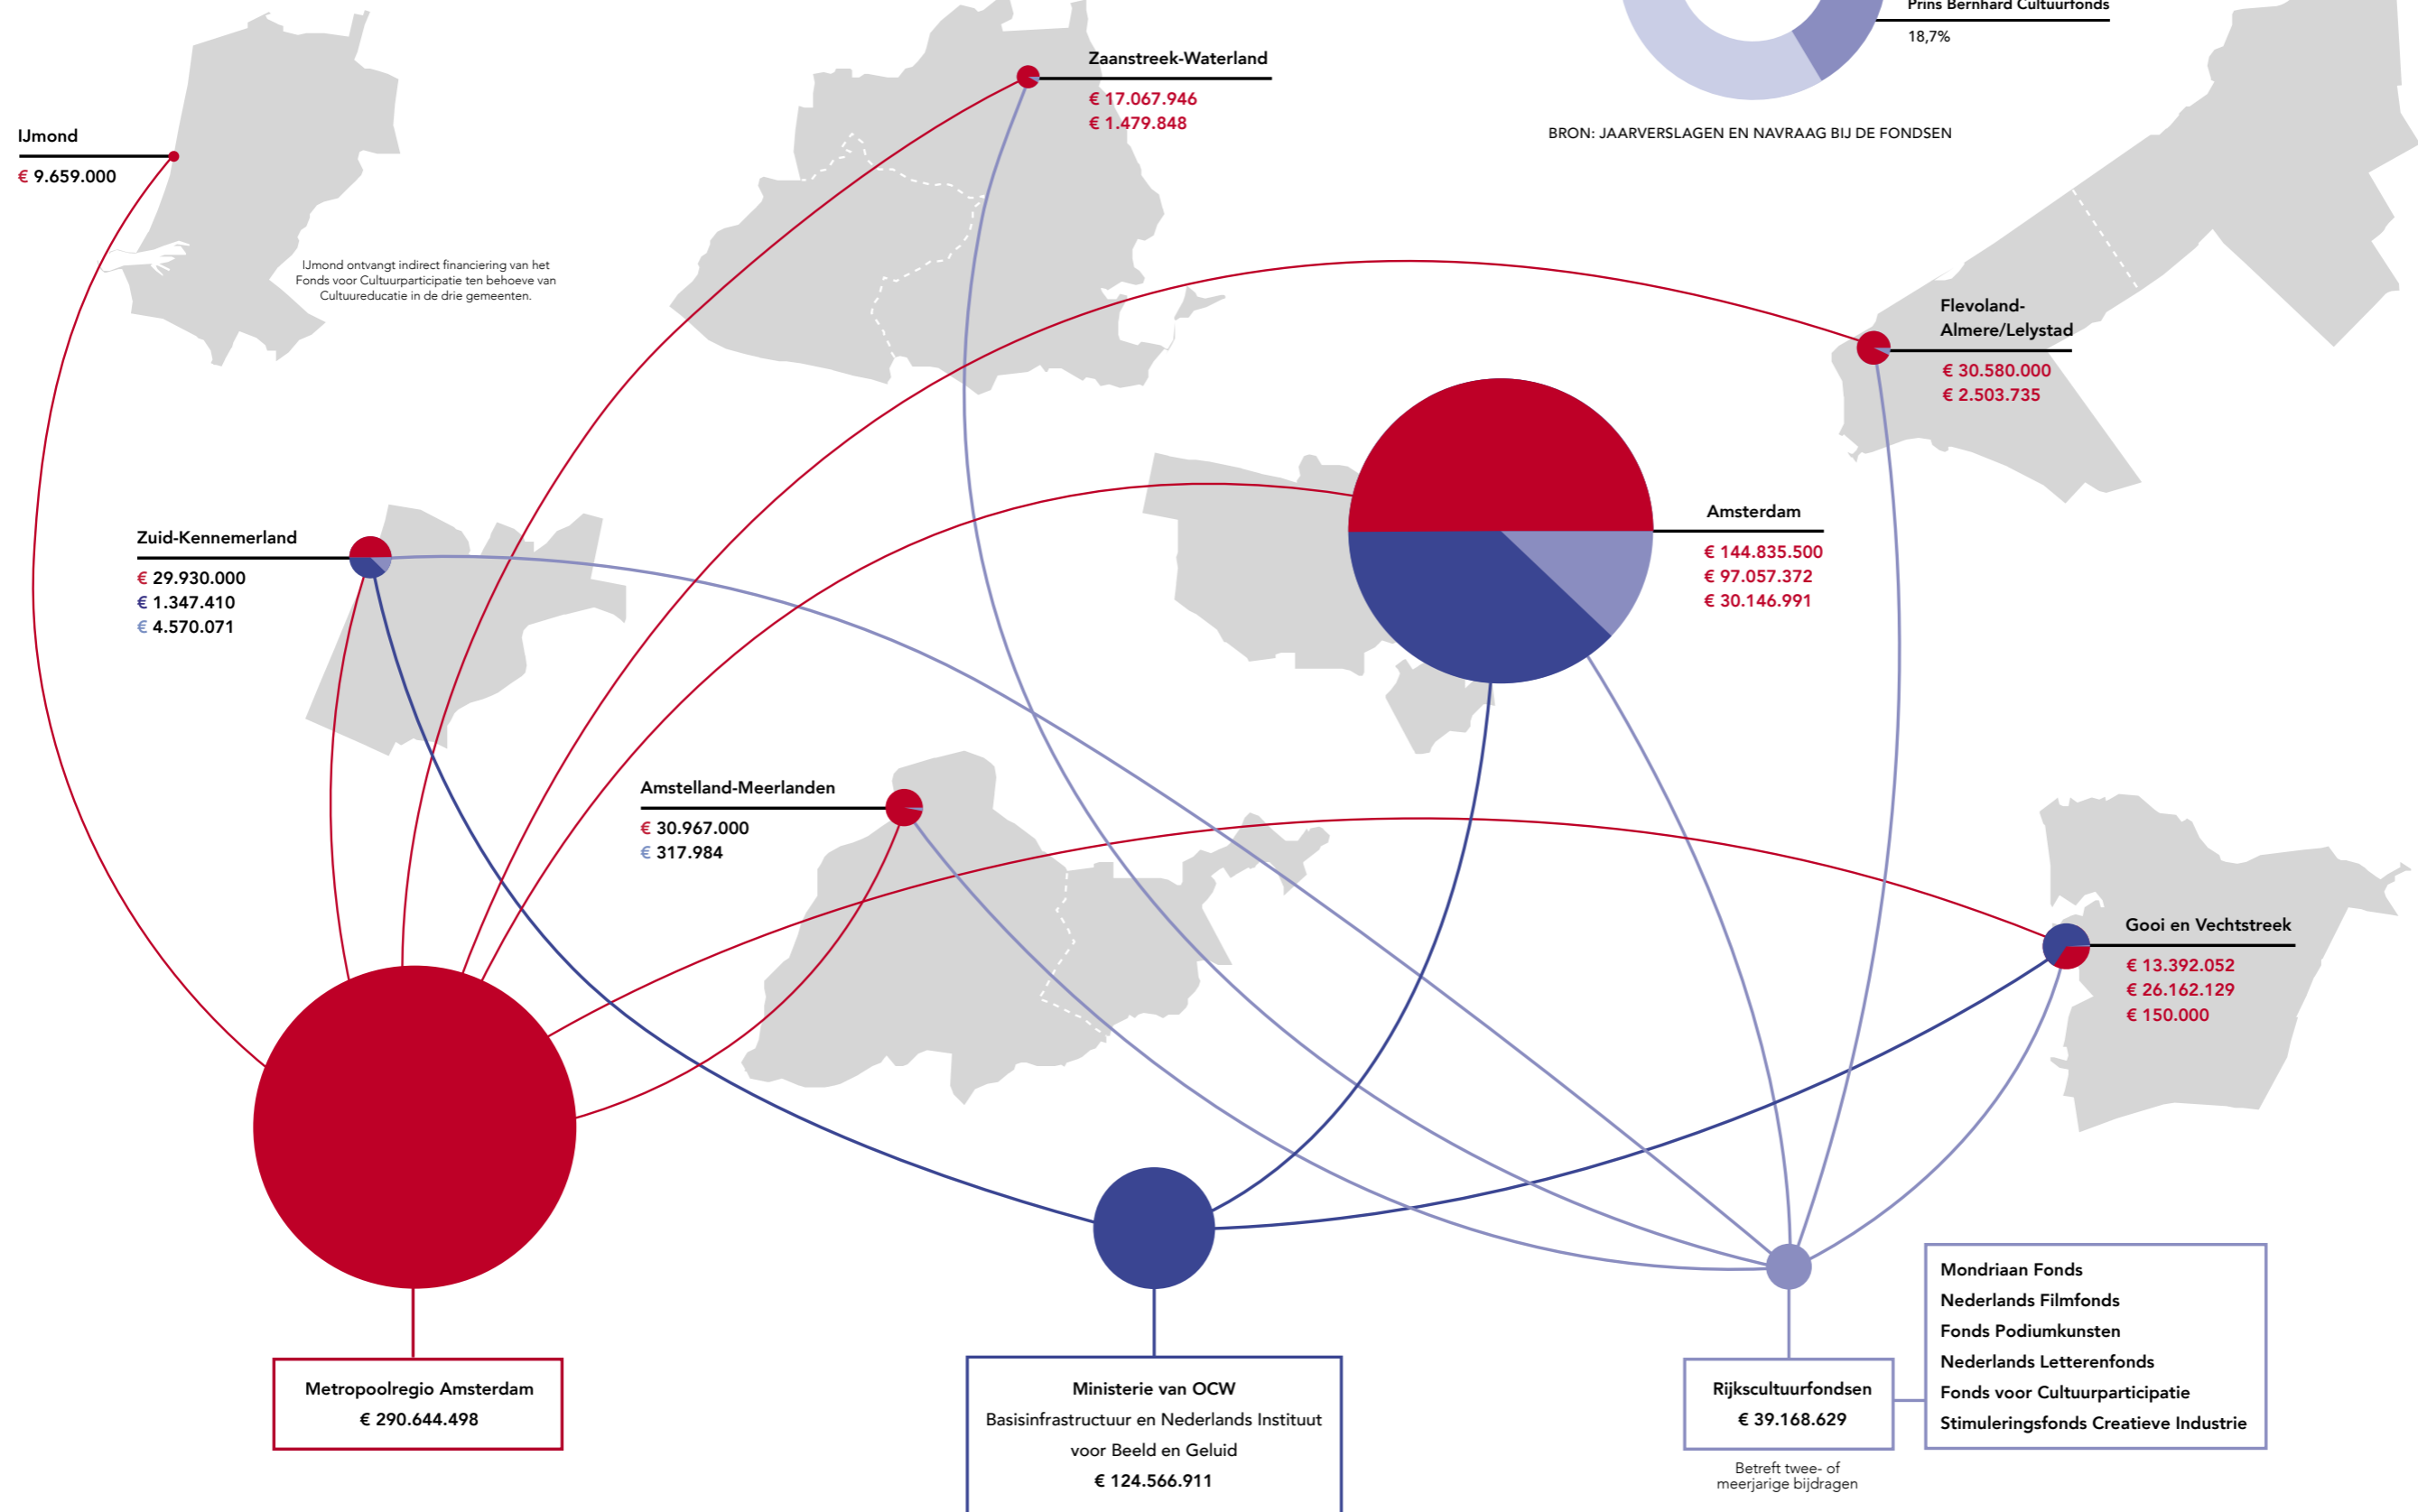 Prins Bernhard Cultuurfonds
18,7%
BRON: JAARVERSLAGEN EN NAVRAAG BIJ DE FONDSEN
Zaanstreek-Waterland
€ 17.067.946
€ 1.479.848
IJmond
€ 9.659.000
IJmond ontvangt indirect financiering van het
Fonds voor Cultuurparticipatie ten behoeve van
Cultuureducatie in de drie gemeenten.
Flevoland-
Almere/Lelystad
€ 30.580.000
€ 2.503.735
Zuid-Kennemerland
€ 29.930.000
€ 1.347.410
€ 4.570.071
Amsterdam
€ 144.835.500
€ 97.057.372
€ 30.146.991
Amstelland-Meerlanden
€ 30.967.000
€ 317.984
Gooi en Vechtstreek
€ 13.392.052
€ 26.162.129
€ 150.000
Metropoolregio Amsterdam
€ 290.644.498
Ministerie van OCW
Basisinfrastructuur en Nederlands Instituut
voor Beeld en Geluid
€ 124.566.911
Rijkscultuurfondsen
€ 39.168.629
Betreft twee- of
meerjarige bijdragen
Mondriaan Fonds
Nederlands Filmfonds
Fonds Podiumkunsten
Nederlands Letterenfonds
Fonds voor Cultuurparticipatie
Stimuleringsfonds Creatieve Industrie